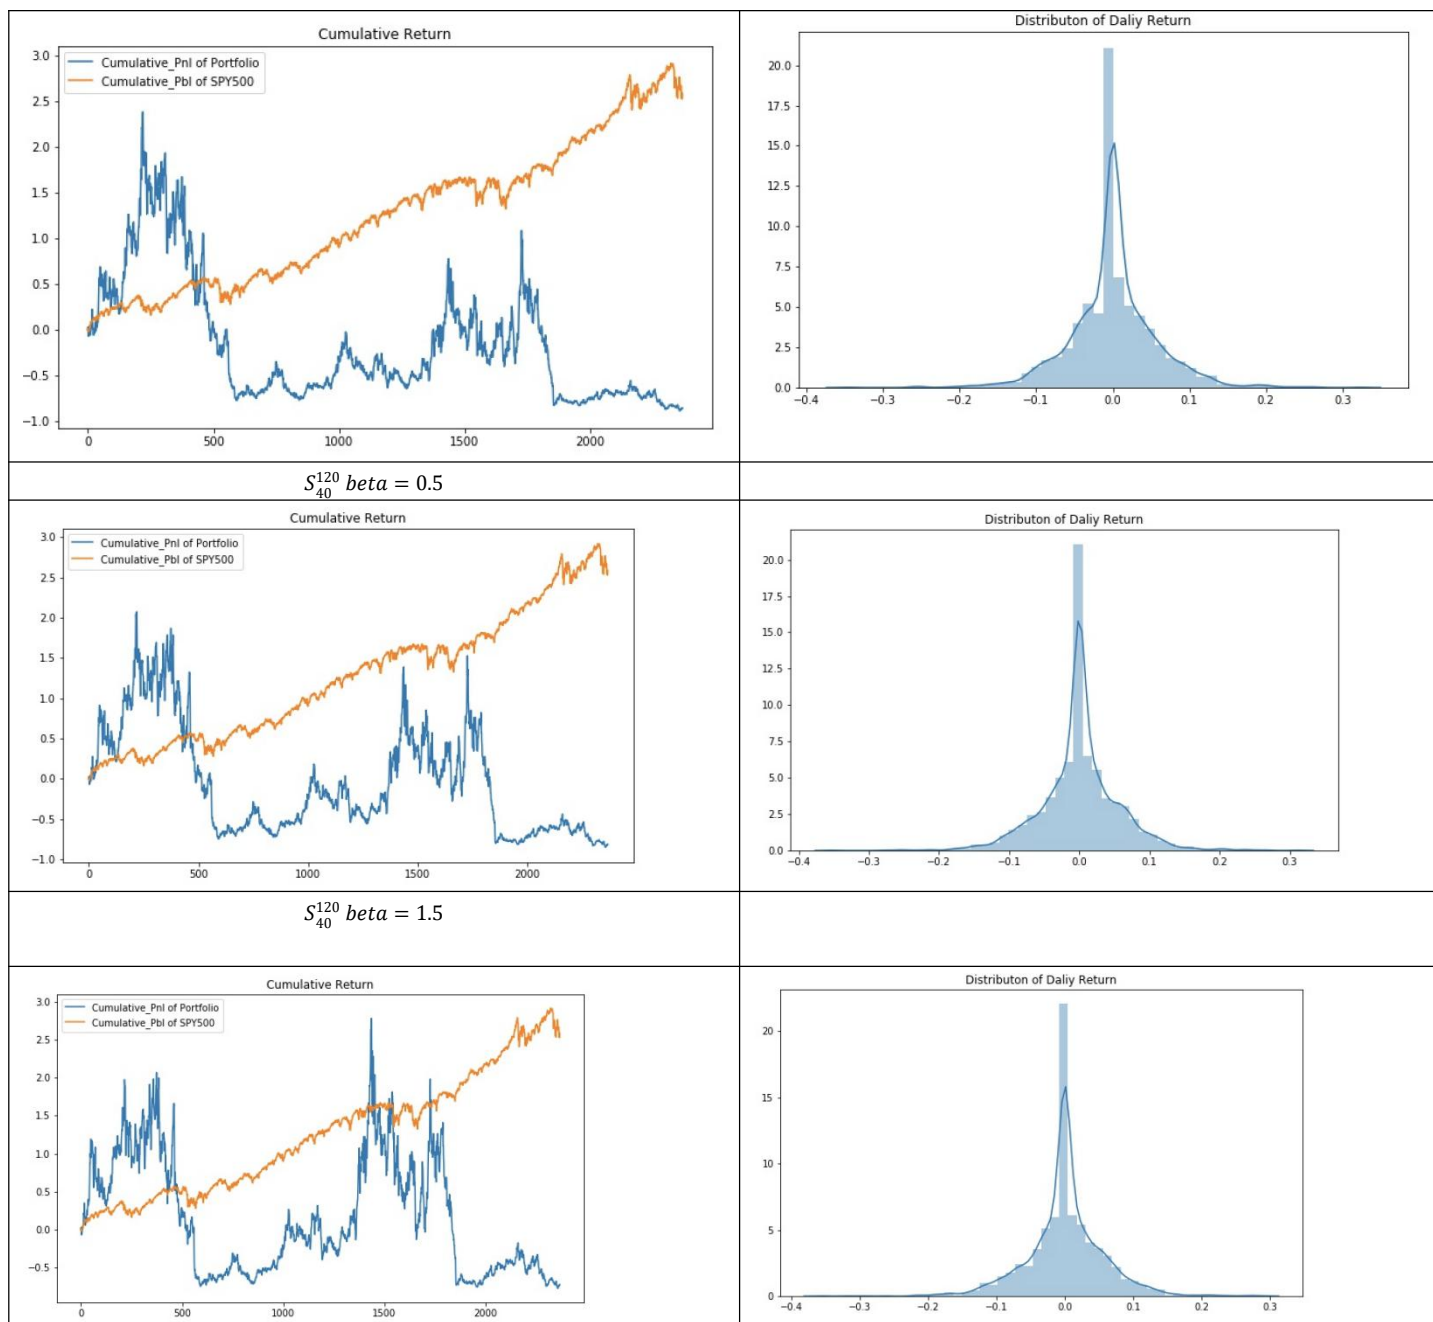 Cumulative Return
Cumulative_Pnl of Portfolio
Cumulative_Pbl of SPY500
3.0
2.5
2.0
1.5
1.0
0.5
0.0
−0.5
−1.0
0 500 1000 1500 2000
Distributon of Daliy Return
20.0
17.5
15.0
12.5
10.0
7.5
5.0
2.5
0.0
−0.4 −0.3 −0.2 −0.1 0.0 0.1 0.2 0.3
S₄₀¹²⁰ beta = 0.5
Cumulative Return
Cumulative_Pnl of Portfolio
Cumulative_Pbl of SPY500
3.0
2.5
2.0
1.5
1.0
0.5
0.0
−0.5
−1.0
0 500 1000 1500 2000
Distributon of Daliy Return
20.0
17.5
15.0
12.5
10.0
7.5
5.0
2.5
0.0
−0.4 −0.3 −0.2 −0.1 0.0 0.1 0.2 0.3
S₄₀¹²⁰ beta = 1.5
Cumulative Return
Cumulative_Pnl of Portfolio
Cumulative_Pbl of SPY500
3.0
2.5
2.0
1.5
1.0
0.5
0.0
−0.5
0 500 1000 1500 2000
Distributon of Daliy Return
20
15
10
5
0
−0.4 −0.3 −0.2 −0.1 0.0 0.1 0.2 0.3